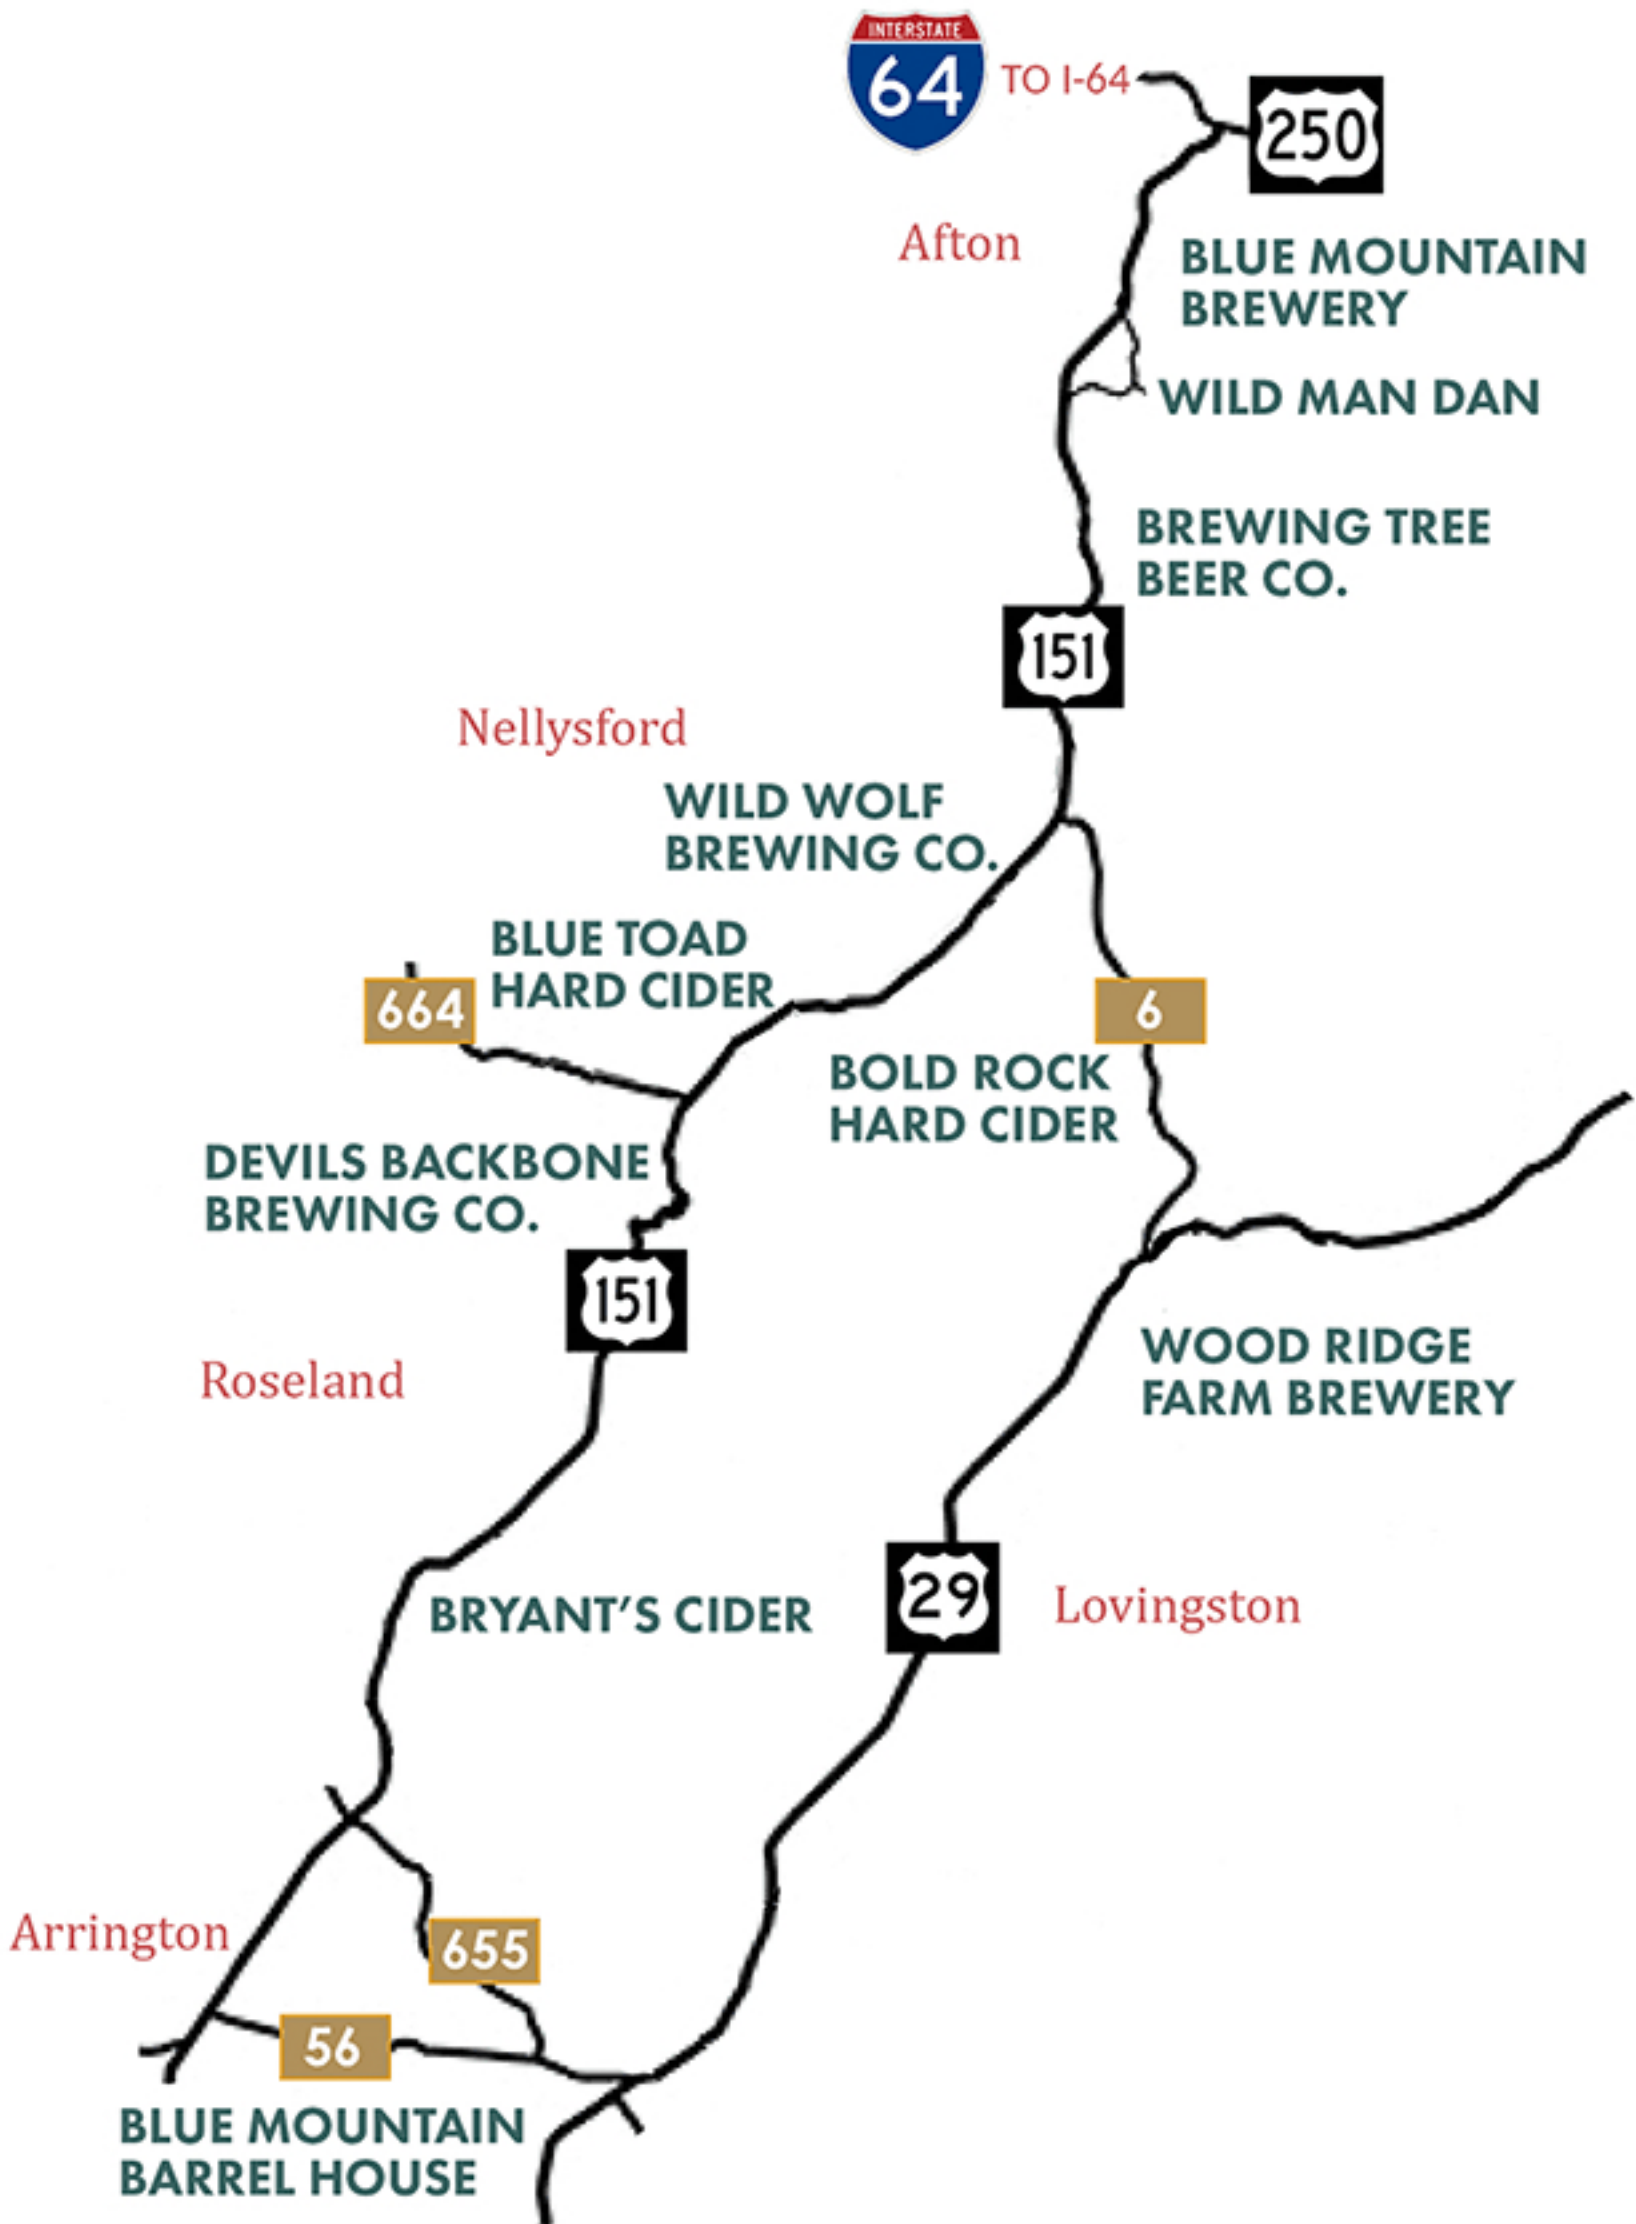 INTERSTATE
64
TO I-64
250
Afton
BLUE MOUNTAIN
BREWERY
WILD MAN DAN
BREWING TREE
BEER CO.
151
Nellysford
WILD WOLF
BREWING CO.
BLUE TOAD
HARD CIDER
664
6
BOLD ROCK
HARD CIDER
DEVILS BACKBONE
BREWING CO.
151
WOOD RIDGE
FARM BREWERY
Roseland
29
Lovingston
BRYANT'S CIDER
Arrington
655
56
BLUE MOUNTAIN
BARREL HOUSE